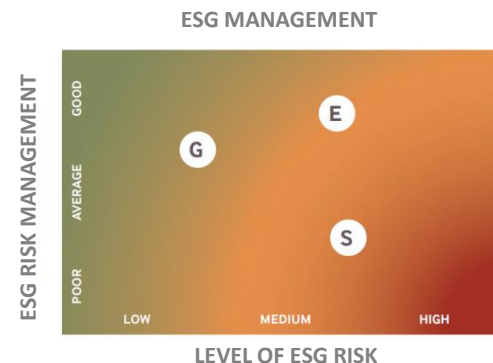 ESG MANAGEMENT
ESG RISK MANAGEMENT
GOOD
AVERAGE
POOR
E
G
S
LOW
MEDIUM
HIGH
LEVEL OF ESG RISK